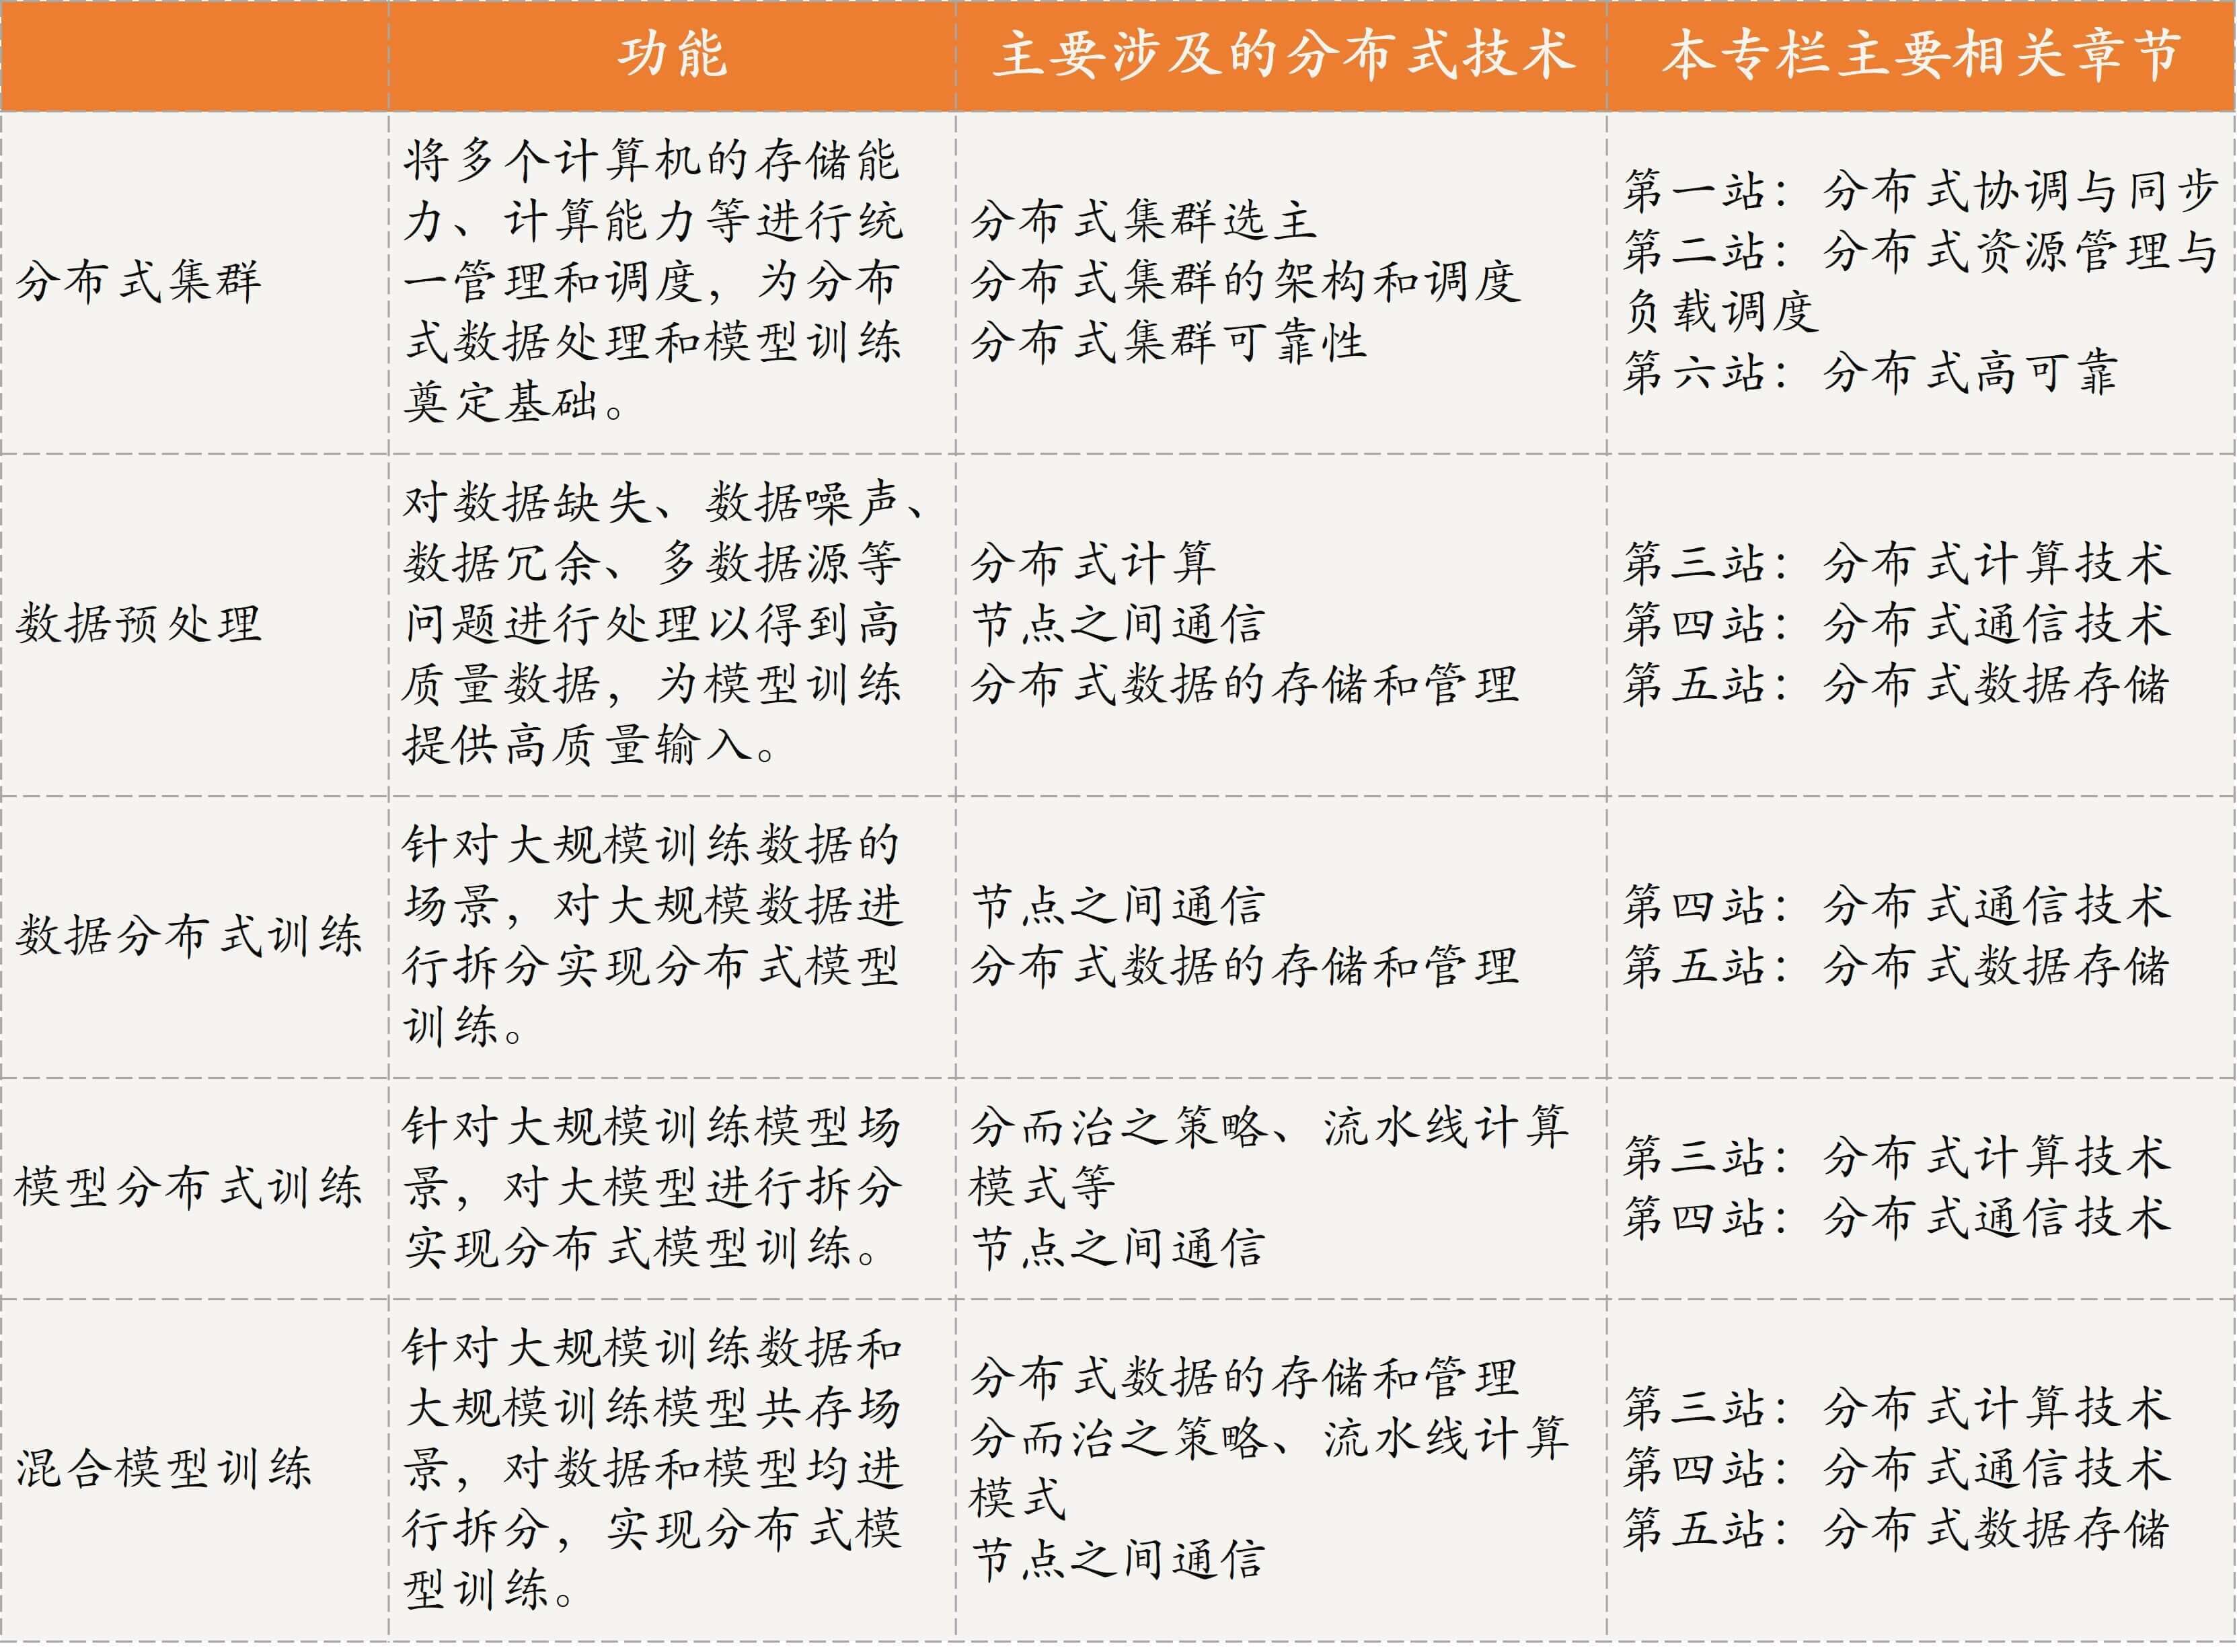 功能
主要涉及的分布式技术
本专栏主要相关章节
分布式集群
将多个计算机的存储能
力、计算能力等进行统
一管理和调度，为分布
式数据处理和模型训练
奠定基础。
分布式集群选主
分布式集群的架构和调度
分布式集群可靠性
第一站：分布式协调与同步
第二站：分布式资源管理与
负载调度
第六站：分布式高可靠
数据预处理
对数据缺失、数据噪声、
数据冗余、多数据源等
问题进行处理以得到高
质量数据，为模型训练
提供高质量输入。
分布式计算
节点之间通信
分布式数据的存储和管理
第三站：分布式计算技术
第四站：分布式通信技术
第五站：分布式数据存储
数据分布式训练
针对大规模训练数据的
场景，对大规模数据进
行拆分实现分布式模型
训练。
节点之间通信
分布式数据的存储和管理
第四站：分布式通信技术
第五站：分布式数据存储
模型分布式训练
针对大规模训练模型场
景，对大模型进行拆分
实现分布式模型训练。
分而治之策略、流水线计算
模式等
节点之间通信
第三站：分布式计算技术
第四站：分布式通信技术
混合模型训练
针对大规模训练数据和
大规模训练模型共存场
景，对数据和模型均进
行拆分，实现分布式模
型训练。
分布式数据的存储和管理
分而治之策略、流水线计算
模式
节点之间通信
第三站：分布式计算技术
第四站：分布式通信技术
第五站：分布式数据存储